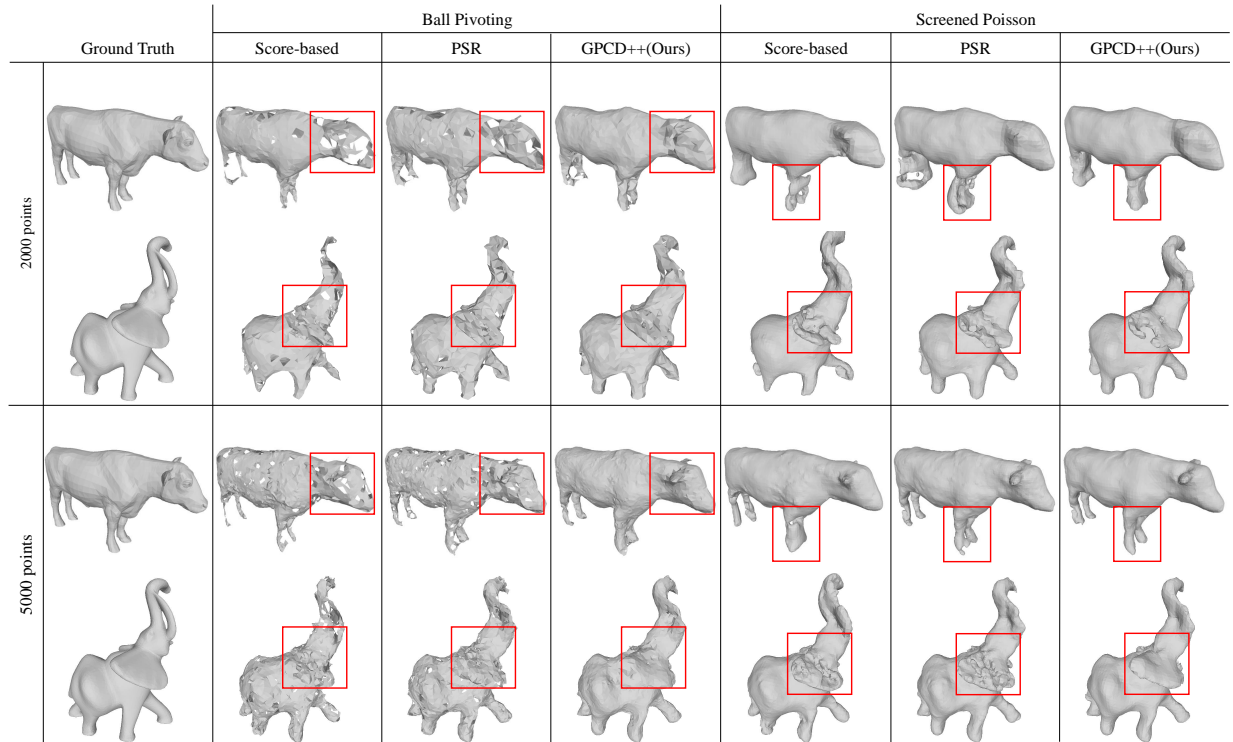 Ball Pivoting
Screened Poisson
Ground Truth
Score-based
PSR
GPCD++(Ours)
Score-based
PSR
GPCD++(Ours)
2000 points
5000 points